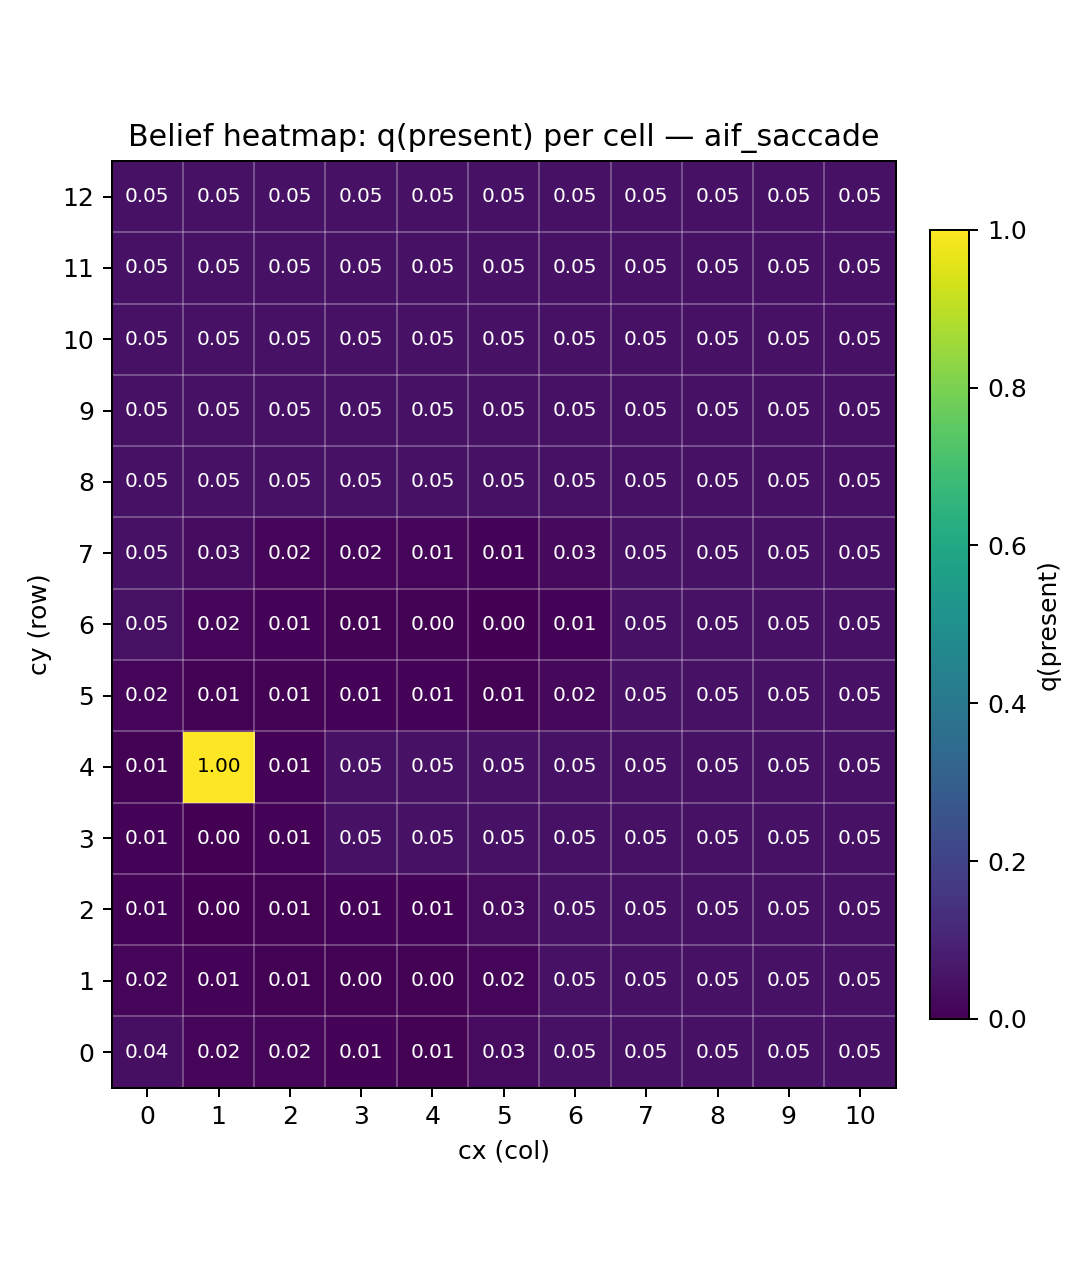 Belief heatmap: q(present) per cell — aif_saccade
12 0.05 0.05 0.05 0.05 0.05 0.05 0.05 0.05 0.05 0.05 0.05
11 0.05 0.05 0.05 0.05 0.05 0.05 0.05 0.05 0.05 0.05 0.05
10 0.05 0.05 0.05 0.05 0.05 0.05 0.05 0.05 0.05 0.05 0.05
9 0.05 0.05 0.05 0.05 0.05 0.05 0.05 0.05 0.05 0.05 0.05
8 0.05 0.05 0.05 0.05 0.05 0.05 0.05 0.05 0.05 0.05 0.05
7 0.05 0.03 0.02 0.02 0.01 0.01 0.03 0.05 0.05 0.05 0.05
6 0.05 0.02 0.01 0.01 0.00 0.00 0.01 0.05 0.05 0.05 0.05
5 0.02 0.01 0.01 0.01 0.01 0.01 0.02 0.05 0.05 0.05 0.05
4 0.01 1.00 0.01 0.05 0.05 0.05 0.05 0.05 0.05 0.05 0.05
3 0.01 0.00 0.01 0.05 0.05 0.05 0.05 0.05 0.05 0.05 0.05
2 0.01 0.00 0.01 0.01 0.01 0.03 0.05 0.05 0.05 0.05 0.05
1 0.02 0.01 0.01 0.00 0.00 0.02 0.05 0.05 0.05 0.05 0.05
0 0.04 0.02 0.02 0.01 0.01 0.03 0.05 0.05 0.05 0.05 0.05
0 1 2 3 4 5 6 7 8 9 10
cx (col)
cy (row)
1.0
0.8
0.6
0.4
0.2
0.0
q(present)